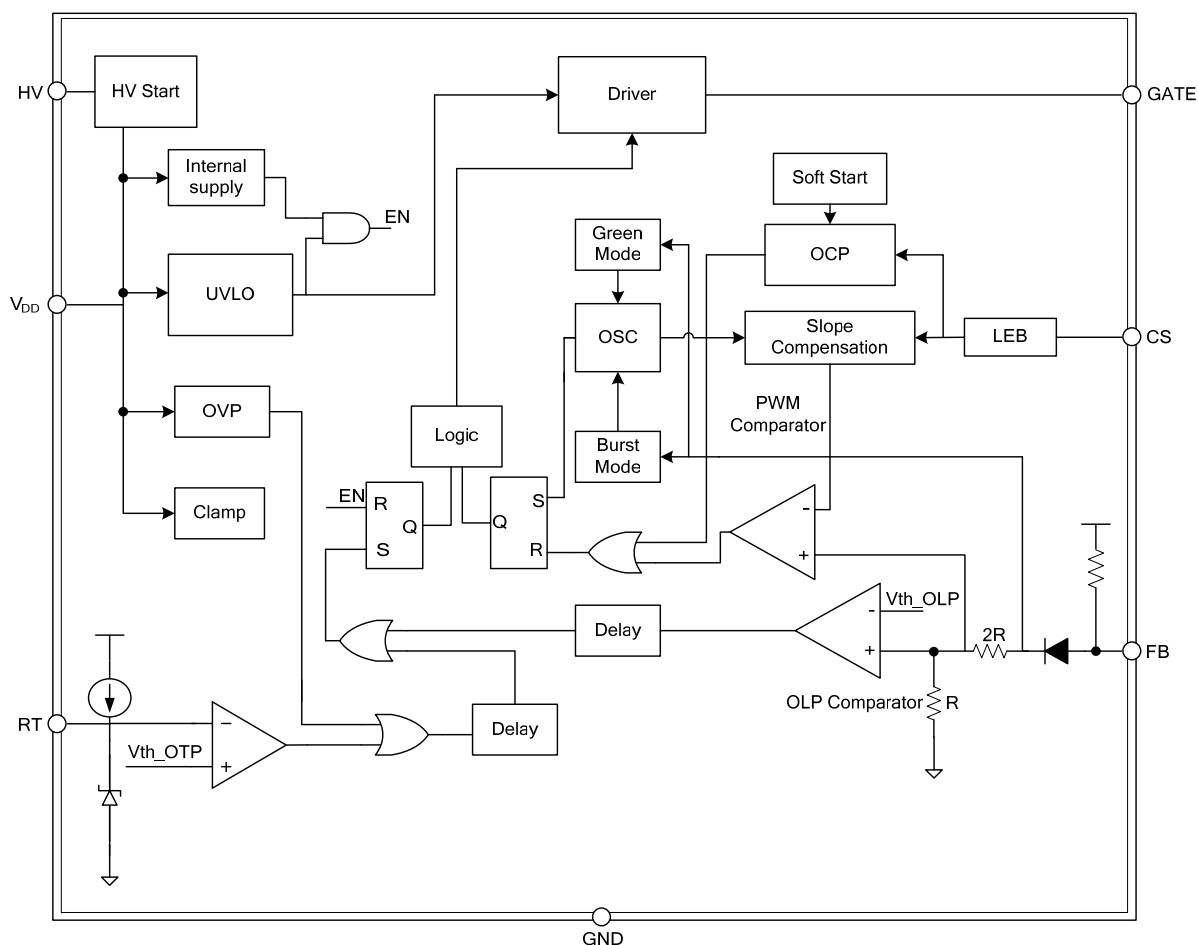 HV
HV Start
Driver
GATE
Internal
supply
EN
Soft Start
Green
Mode
OCP
UVLO
VDD
OSC
Slope
Compensation
LEB
CS
OVP
PWM
Comparator
Logic
Burst
Mode
Clamp
EN
R
Q
S
Q
S
R
-
+
Delay
Vth_OLP
-
+
2R
FB
OLP Comparator
R
RT
−
Vth_OTP
+
Delay
GND